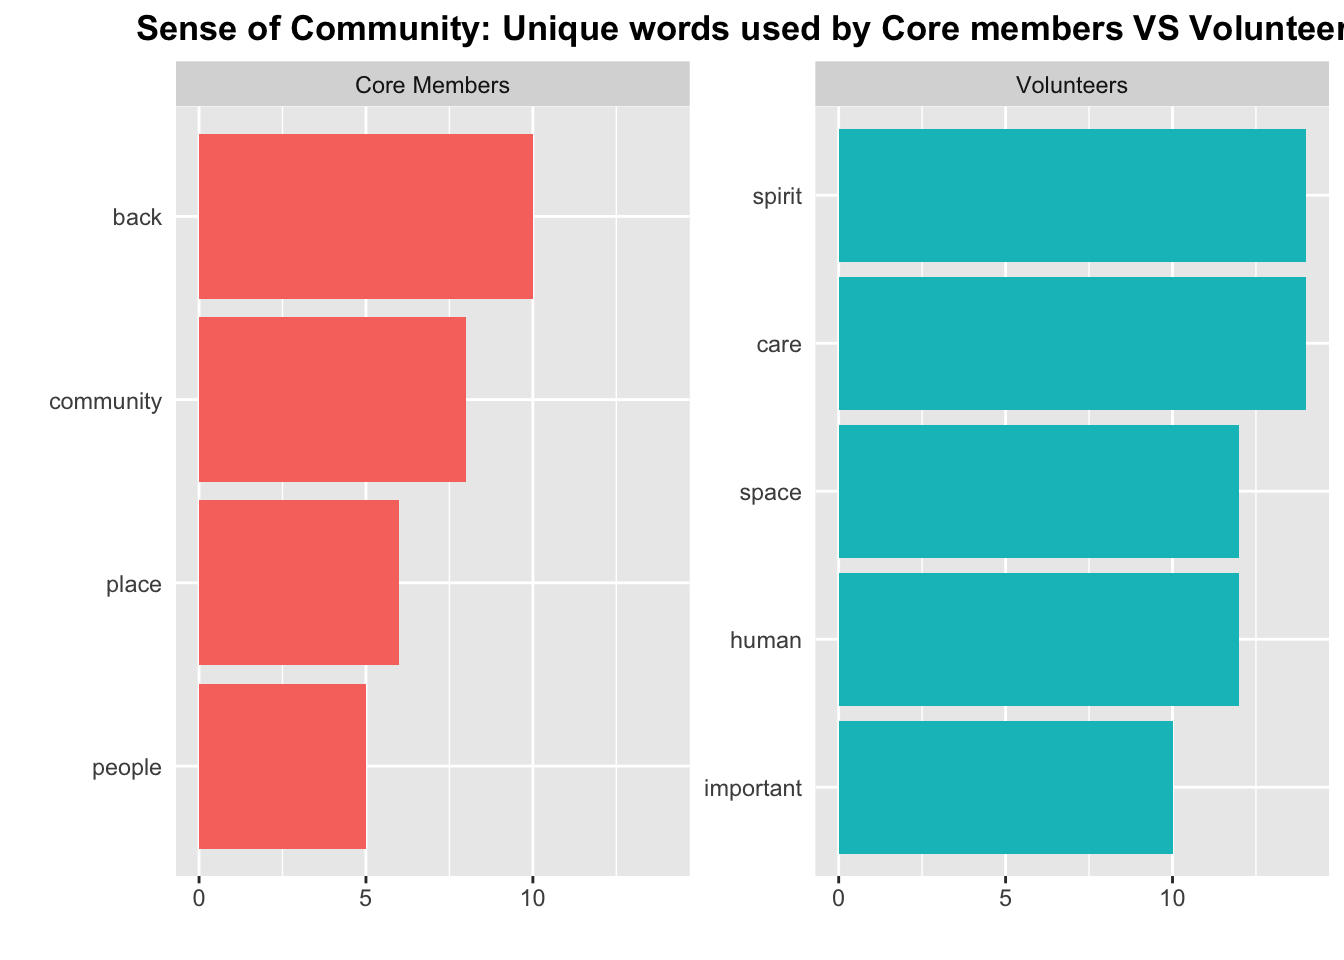 Sense of Community: Unique words used by Core members VS Volunteer
Core Members
back
community
place
people
0 5 10
Volunteers
spirit
care
space
human
important
0 5 10